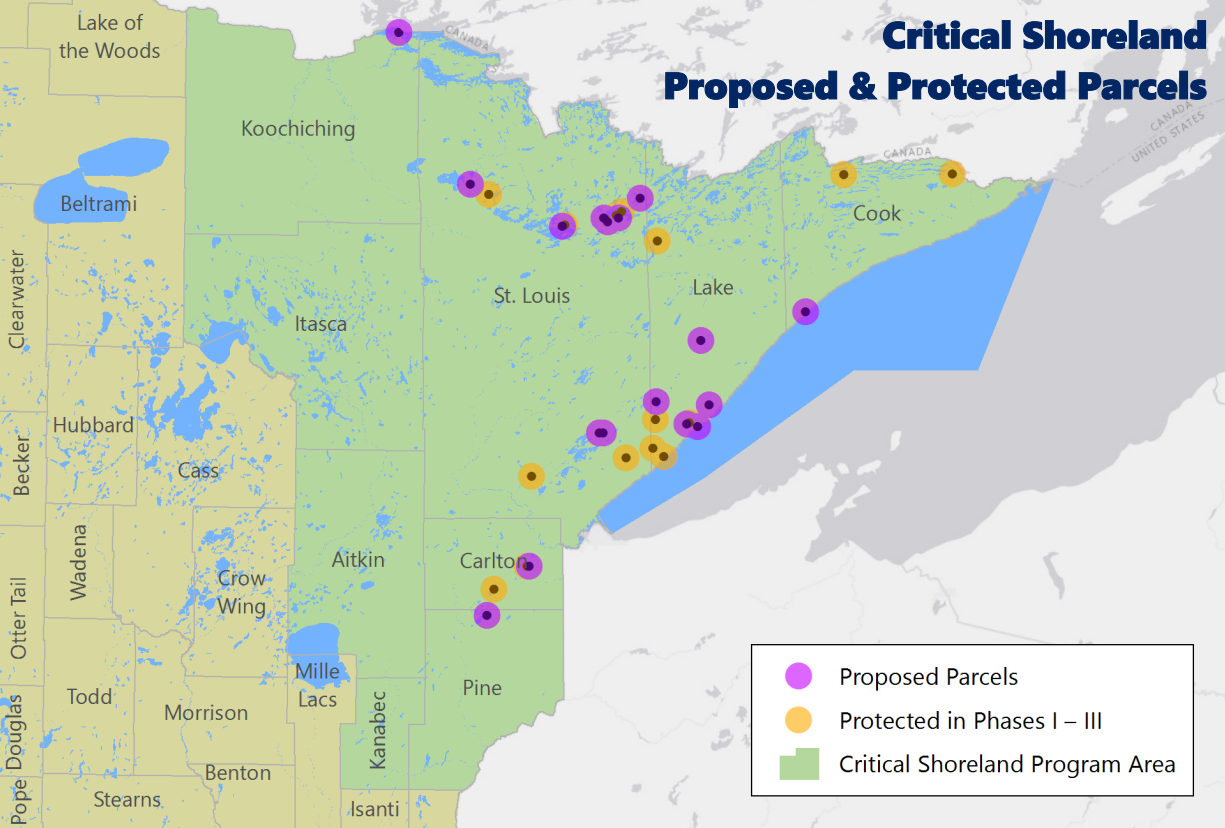 Critical Shoreland
Proposed & Protected Parcels
Lake of
the Woods
CANADA
Koochiching
CANADA
UNITED STATES
CANADA
Beltrami
Cook
Clearwater
St. Louis
Lake
Itasca
Hubbard
Becker
Cass
Wadena
Aitkin
Carlton
Crow
Wing
Otter Tail
Mille
Lacs
Pine
Todd
Morrison
Kanabec
Douglas
Benton
Pope
Stearns
Isanti
Proposed Parcels
Protected in Phases I – III
Critical Shoreland Program Area